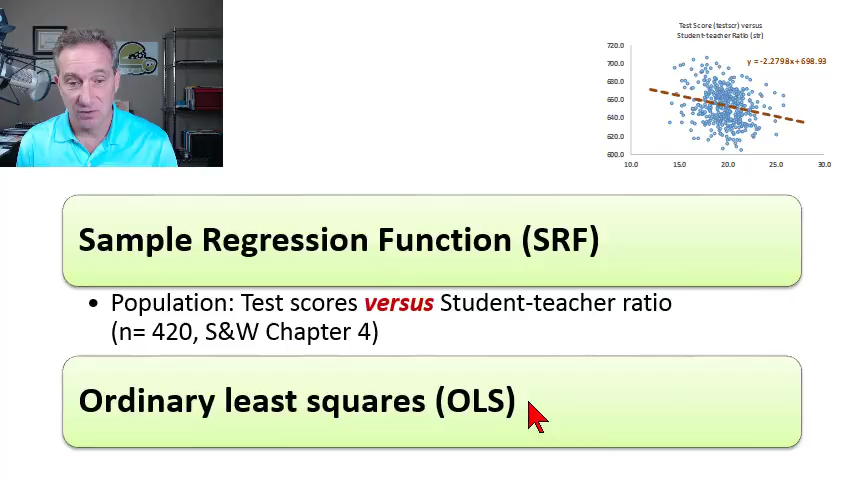 Test Score (testscr) versus
Student-teacher Ratio (str)
720.0
700.0
680.0
660.0
640.0
620.0
600.0
y = -2.2798x + 698.93
10.0 15.0 20.0 25.0 30.0
Sample Regression Function (SRF)
• Population: Test scores versus Student-teacher ratio
(n= 420, S&W Chapter 4)
Ordinary least squares (OLS)